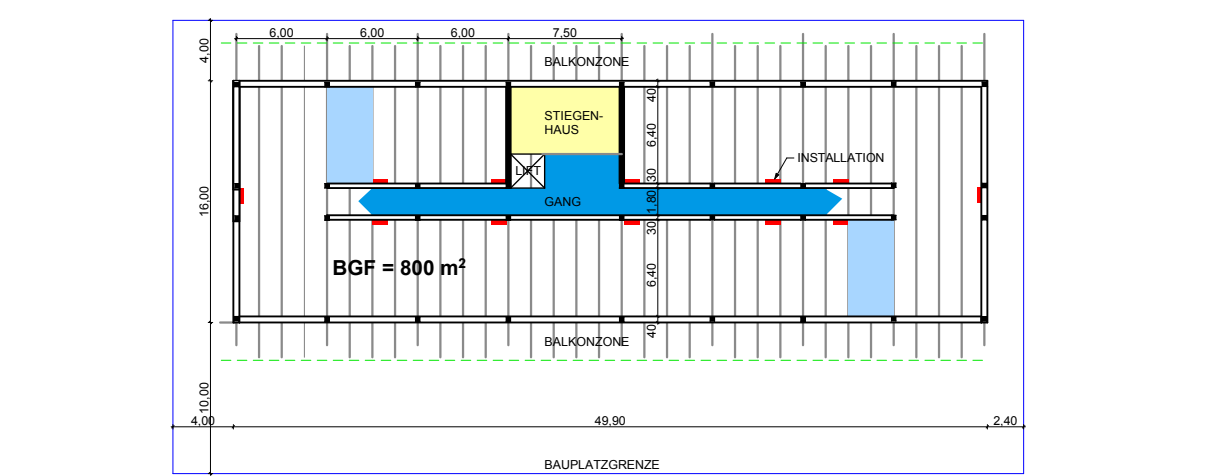 6,00
6,00
6,00
7,50
4,00
BALKONZONE
40
STIEGEN-
HAUS
6,40
INSTALLATION
LIFT
30
16,00
GANG
1,80
30
BGF = 800 m²
6,40
40
BALKONZONE
10,00
4,00
49,90
2,40
BAUPLATZGRENZE